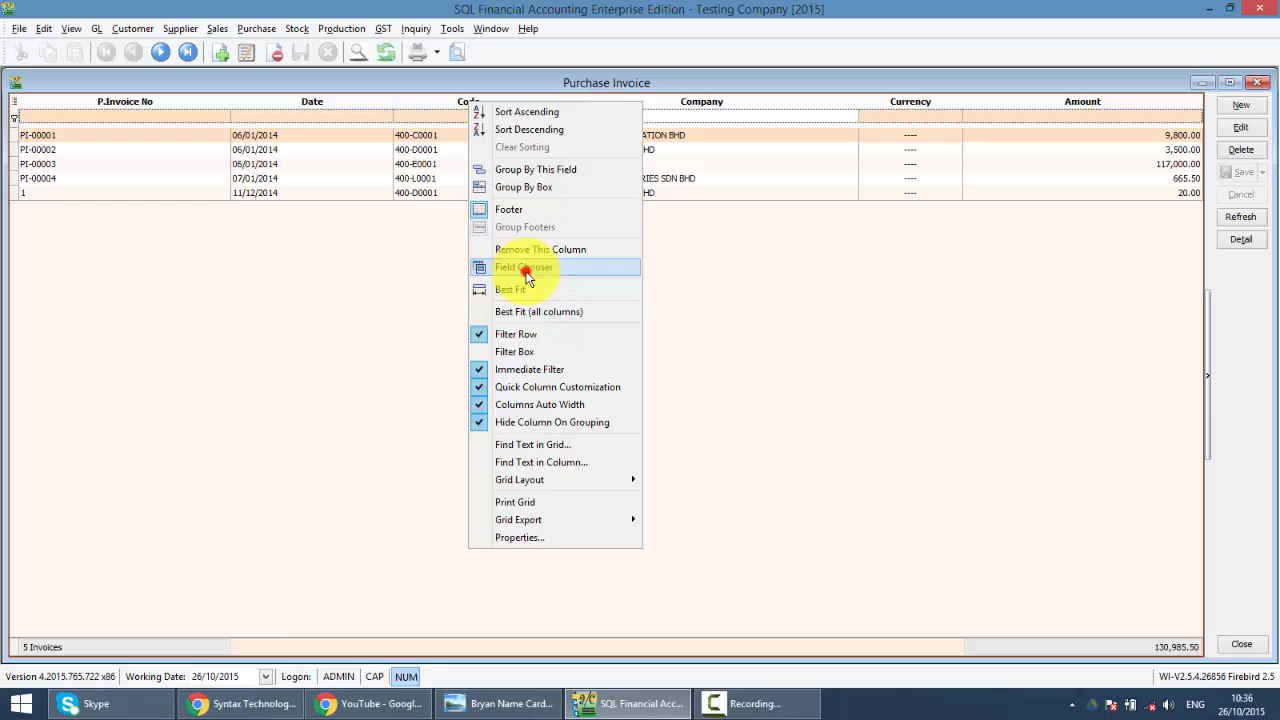 SQL Financial Accounting Enterprise Edition - Testing Company [2015]
File Edit View GL Customer Supplier Sales Purchase Stock Production GST Inquiry Tools Window Help
Purchase Invoice
P.Invoice No Date Code Company Currency Amount
PI-00001 06/01/2014 400-C0001 ATION BHD ---- 9,800.00
PI-00002 06/01/2014 400-D0001 HD ---- 3,500.00
PI-00003 06/01/2014 400-E0001 ---- 117,000.00
PI-00004 07/01/2014 400-L0001 RIES SDN BHD ---- 665.50
1 11/12/2014 400-D0001 HD ---- 20.00
Sort Ascending
Sort Descending
Clear Sorting
Group By This Field
Group By Box
Footer
Group Footers
Remove This Column
Field Chooser
Best Fit
Best Fit (all columns)
Filter Row
Filter Box
Immediate Filter
Quick Column Customization
Columns Auto Width
Hide Column On Grouping
Find Text in Grid...
Find Text in Column...
Grid Layout
Print Grid
Grid Export
Properties...
New
Edit
Delete
Save
Cancel
Refresh
Detail
5 Invoices 130,985.50
Close
Version 4.2015.765.722 x86 Working Date: 26/10/2015 Logon: ADMIN CAP NUM WI-V2.5.4.26856 Firebird 2.5
Skype Syntax Technolog... YouTube - Googl... Bryan Name Card... SQL Financial Acc... Recording...
10:36
26/10/2015